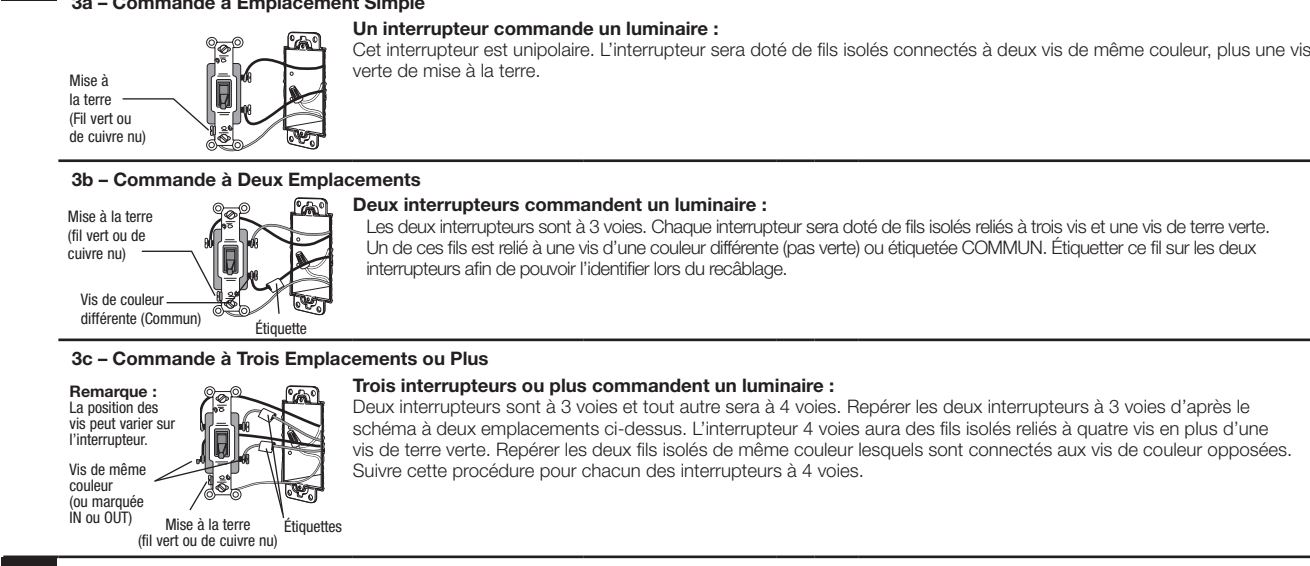 3a – Commande à Emplacement Simple
Un interrupteur commande un luminaire :
Cet interrupteur est unipolaire. L'interrupteur sera doté de fils isolés connectés à deux vis de même couleur, plus une vis
verte de mise à la terre.
Mise à
la terre
(Fil vert ou
de cuivre nu)
3b – Commande à Deux Emplacements
Deux interrupteurs commandent un luminaire :
Les deux interrupteurs sont à 3 voies. Chaque interrupteur sera doté de fils isolés reliés à trois vis et une vis de terre verte.
Un de ces fils est relié à une vis d'une couleur différente (pas verte) ou étiquetée COMMUN. Étiquetter ce fil sur les deux
interrupteurs afin de pouvoir l'identifier lors du recâblage.
Mise à la terre
(fil vert ou de
cuivre nu)
Vis de couleur
différente (Commun)
Étiquette
3c – Commande à Trois Emplacements ou Plus
Trois interrupteurs ou plus commandent un luminaire :
Deux interrupteurs sont à 3 voies et tout autre sera à 4 voies. Repérer les deux interrupteurs à 3 voies d'après le
schéma à deux emplacements ci-dessus. L'interrupteur 4 voies aura des fils isolés reliés à quatre vis en plus d'une
vis de terre verte. Repérer les deux fils isolés de même couleur lesquels sont connectés aux vis de couleur opposées.
Suivre cette procédure pour chacun des interrupteurs à 4 voies.
Remarque :
La position des
vis peut varier sur
l'interrupteur.
Vis de même
couleur
(ou marquée
IN ou OUT)
Mise à la terre
(fil vert ou de cuivre nu)
Étiquettes